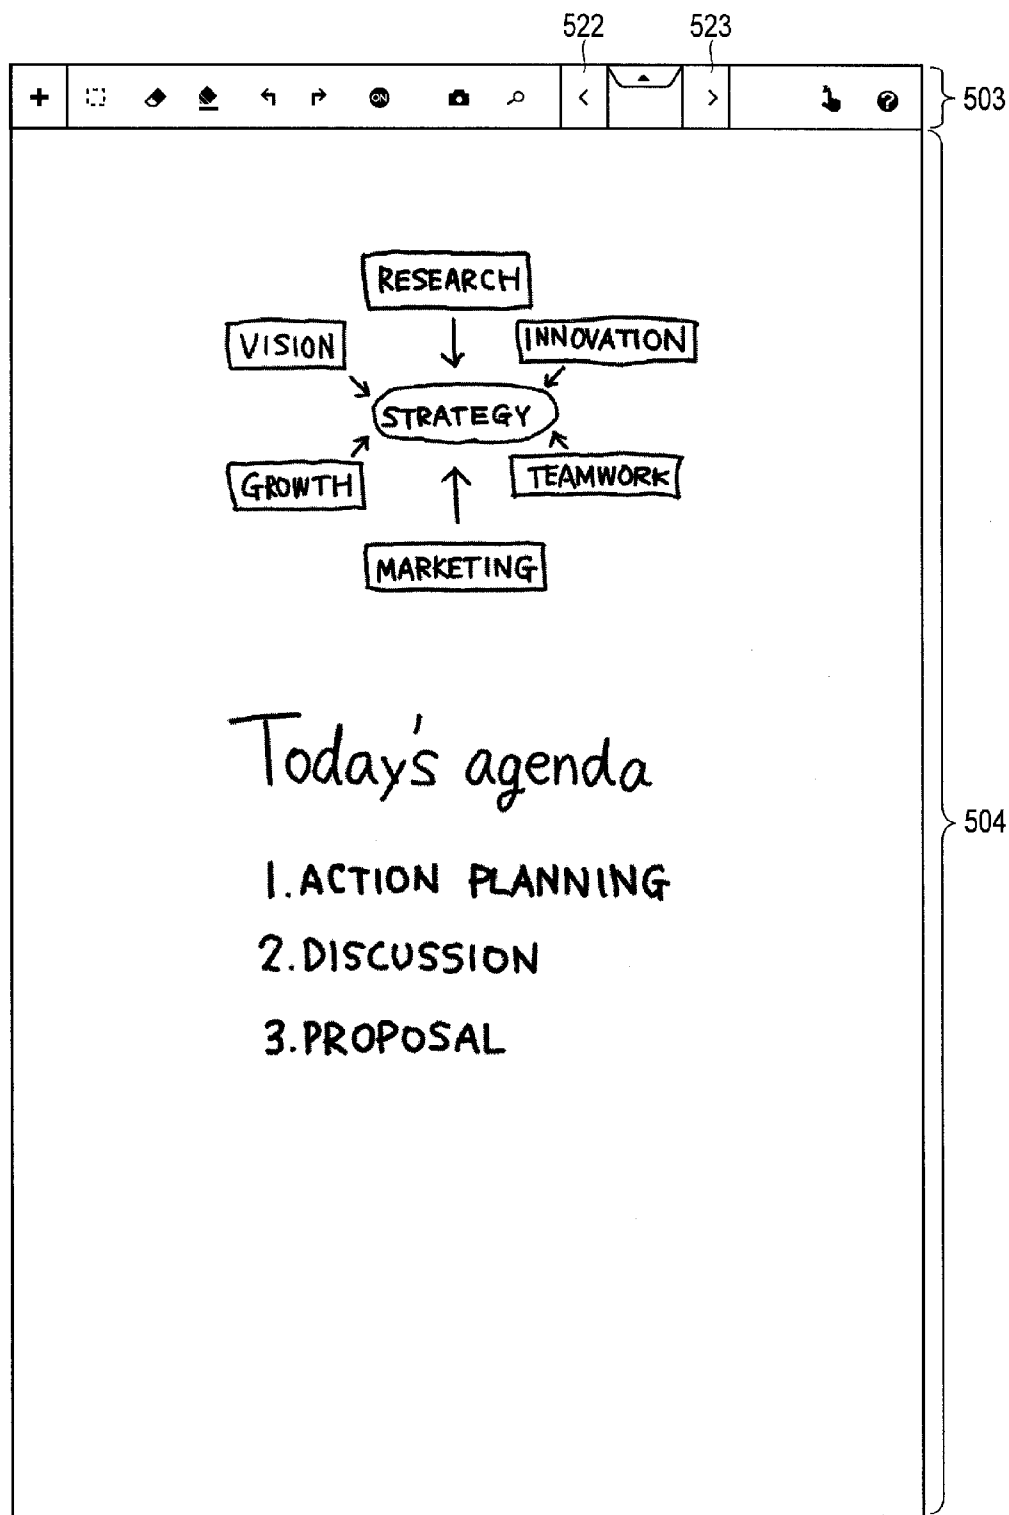 522 523
ON < > ? 503
RESEARCH
VISION INNOVATION
STRATEGY
GROWTH TEAMWORK
MARKETING
Today's agenda
504
1. ACTION PLANNING
2. DISCUSSION
3. PROPOSAL